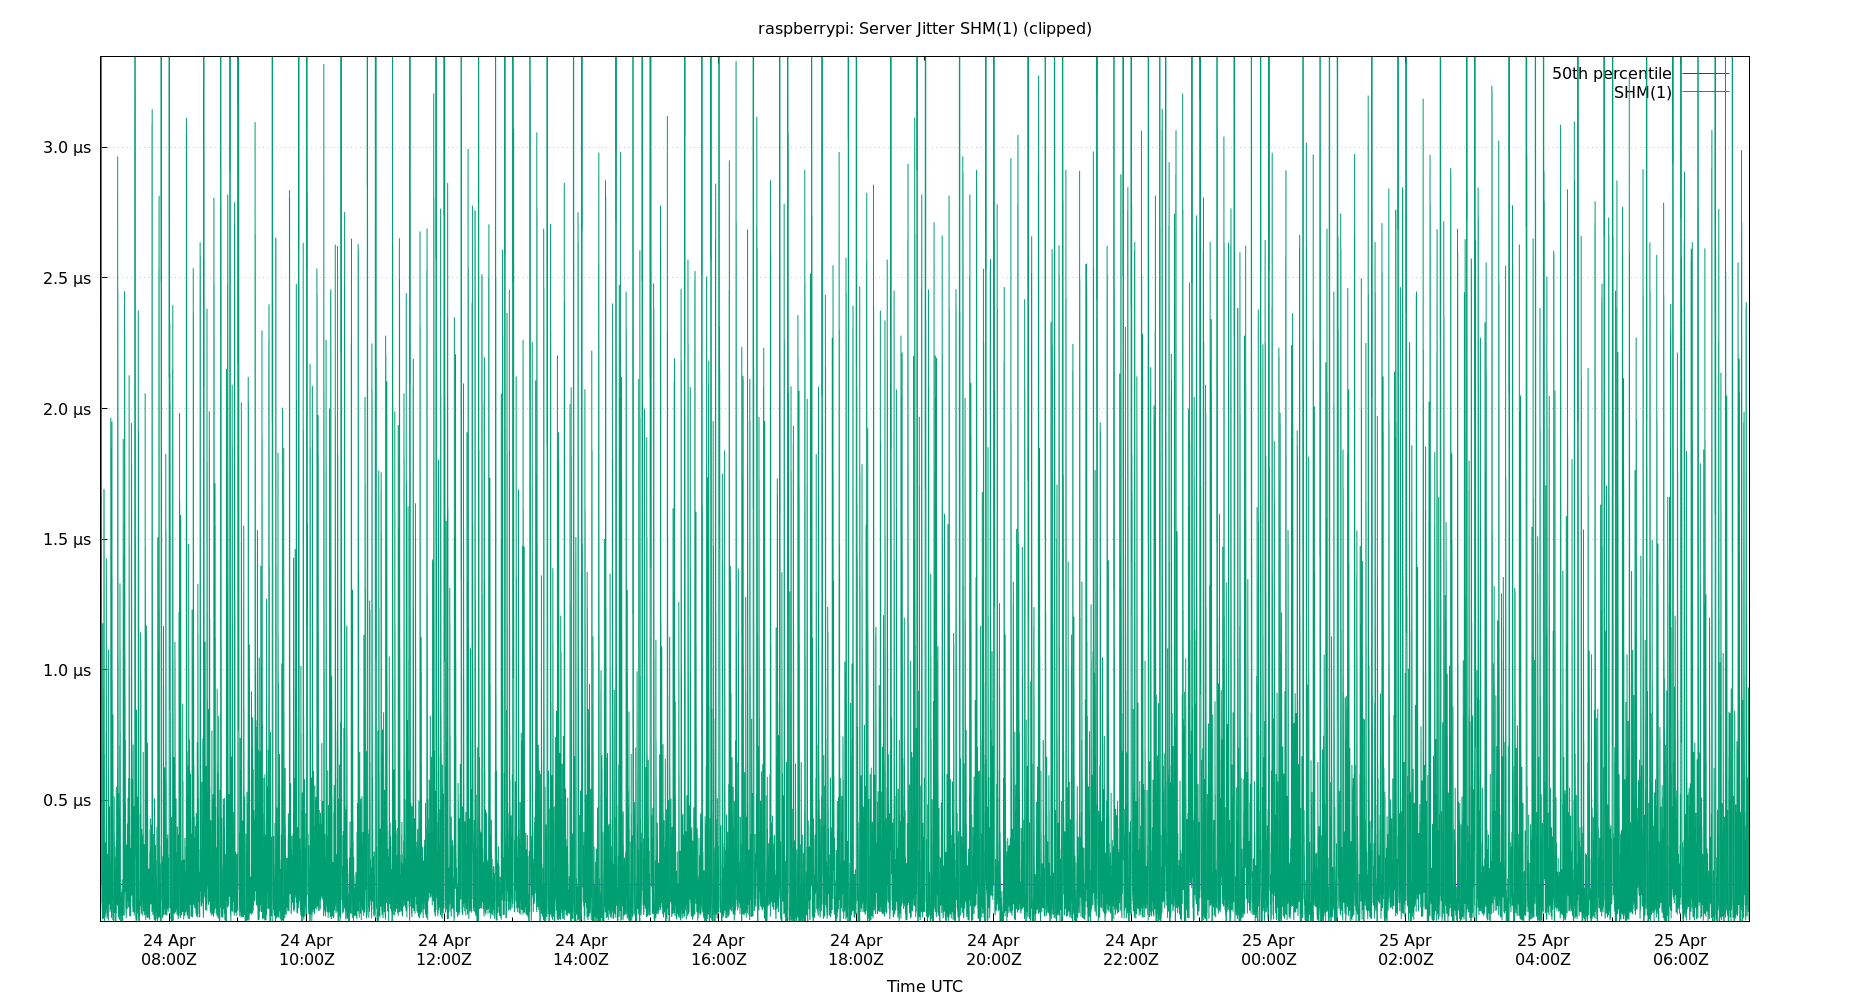 raspberrypi: Server Jitter SHM(1) (clipped)
50th percentile
SHM(1)
3.0 µs
2.5 µs
2.0 µs
1.5 µs
1.0 µs
0.5 µs
24 Apr 24 Apr 24 Apr 24 Apr 24 Apr 24 Apr 24 Apr 24 Apr 25 Apr 25 Apr 25 Apr 25 Apr
08:00Z 10:00Z 12:00Z 14:00Z 16:00Z 18:00Z 20:00Z 22:00Z 00:00Z 02:00Z 04:00Z 06:00Z
Time UTC